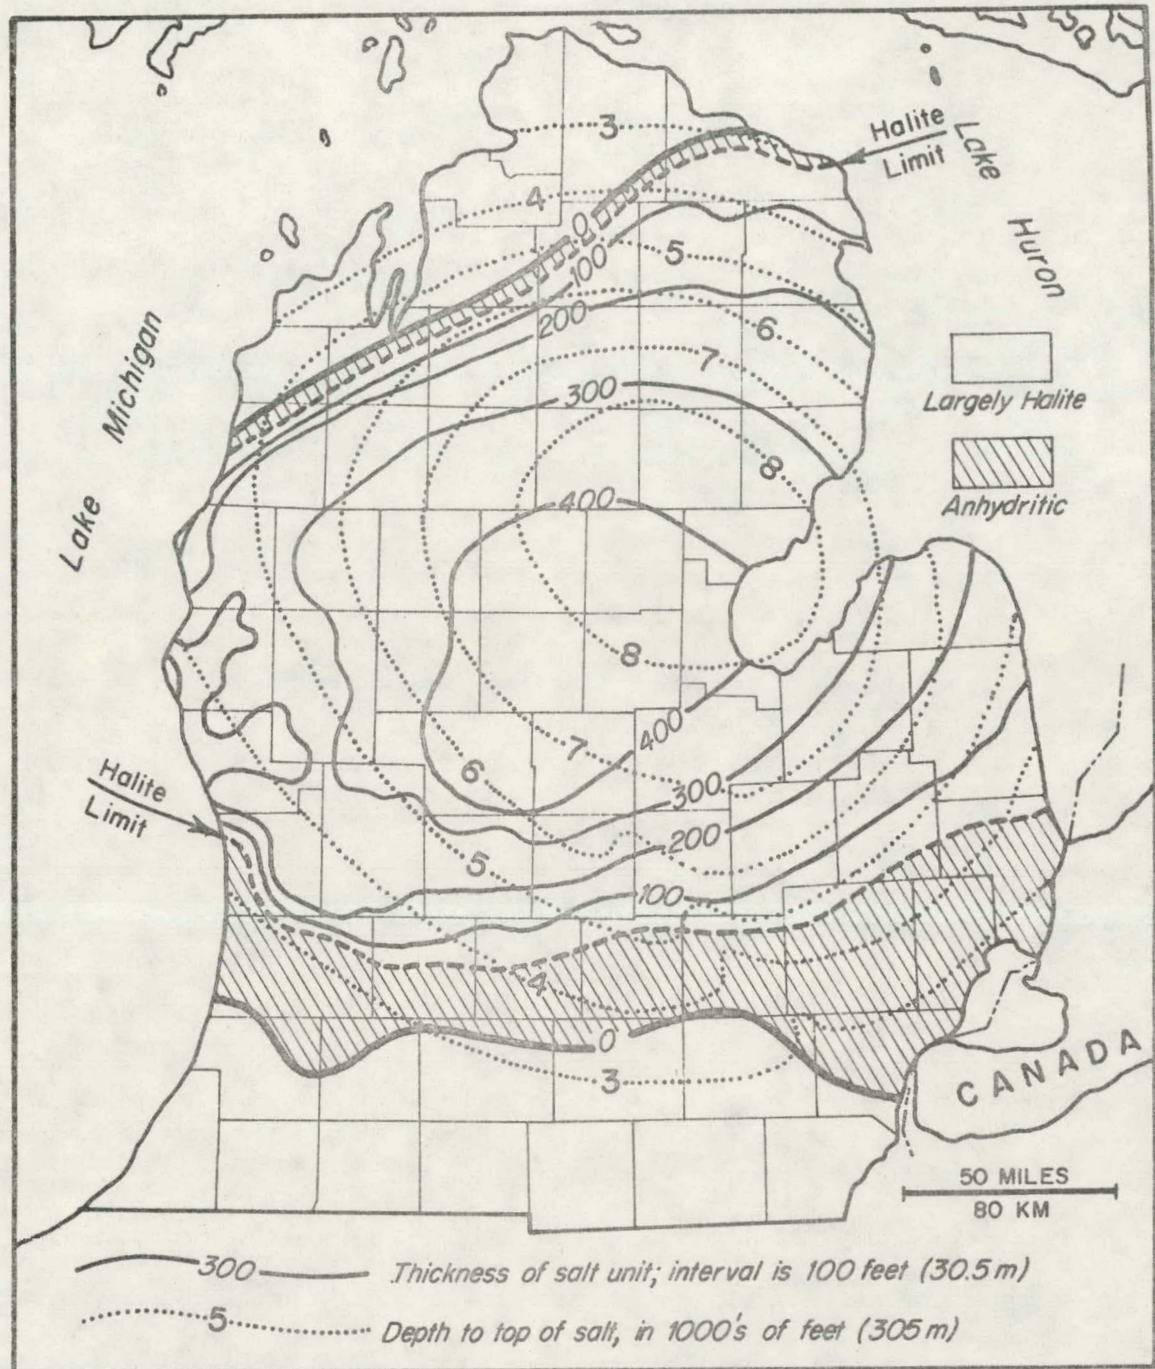 3
Halite
Limit
Lake
Huron
4
0
5
100
200
6
7
300
Lake
Michigan
Largely Halite
8
400
Anhydritic
8
400
7
6
300
Halite
Limit
200
5
100
4
0
3
CANADA
50 MILES
80 KM
300 Thickness of salt unit; interval is 100 feet (30.5m)
5 Depth to top of salt, in 1000's of feet (305 m)